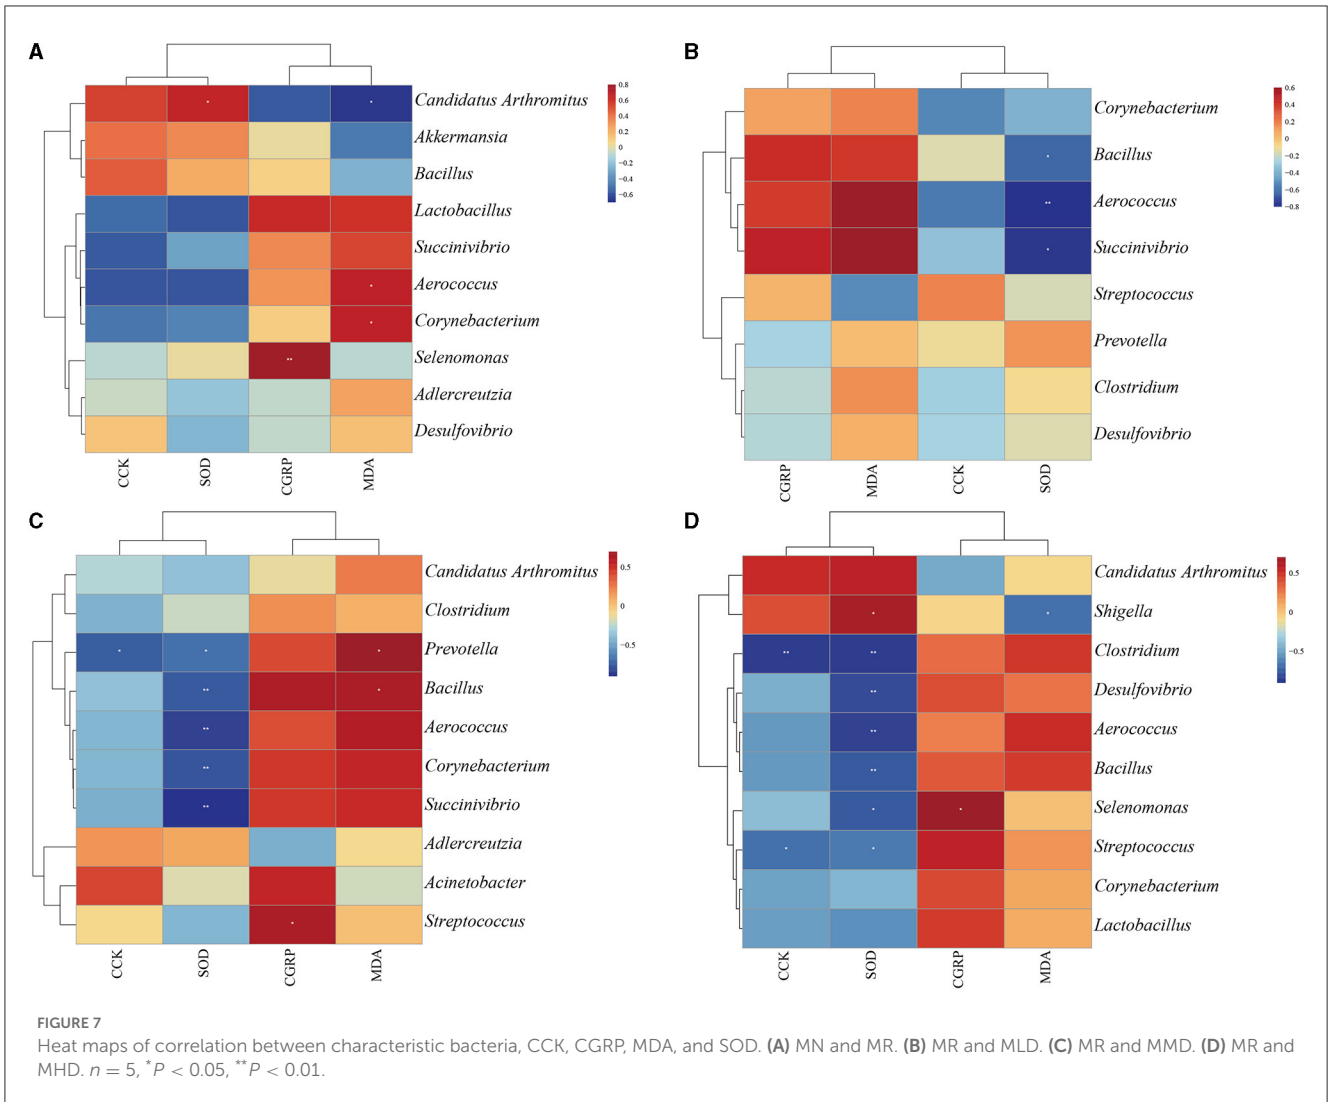 A
Candidatus Arthromitus
Akkermansia
Bacillus
Lactobacillus
Succinivibrio
Aerococcus
Corynebacterium
Selenomonas
Adlercreutzia
Desulfovibrio
CCK
SOD
CGRP
MDA
0.8
0.6
0.4
0.2
0
−0.2
−0.4
−0.6
*
*
*
*
**
B
Corynebacterium
Bacillus
Aerococcus
Succinivibrio
Streptococcus
Prevotella
Clostridium
Desulfovibrio
CGRP
MDA
CCK
SOD
0.6
0.4
0.2
0
−0.2
−0.4
−0.6
−0.8
*
**
*
C
Candidatus Arthromitus
Clostridium
Prevotella
Bacillus
Aerococcus
Corynebacterium
Succinivibrio
Adlercreutzia
Acinetobacter
Streptococcus
CCK
SOD
CGRP
MDA
0.5
0
−0.5
* * *
** *
**
**
**
*
D
Candidatus Arthromitus
Shigella
Clostridium
Desulfovibrio
Aerococcus
Bacillus
Selenomonas
Streptococcus
Corynebacterium
Lactobacillus
CCK
SOD
CGRP
MDA
0.5
0
−0.5
* *
** **
**
**
**
* *
* *
FIGURE 7
Heat maps of correlation between characteristic bacteria, CCK, CGRP, MDA, and SOD. (A) MN and MR. (B) MR and MLD. (C) MR and MMD. (D) MR and
MHD. n = 5, *P < 0.05, **P < 0.01.